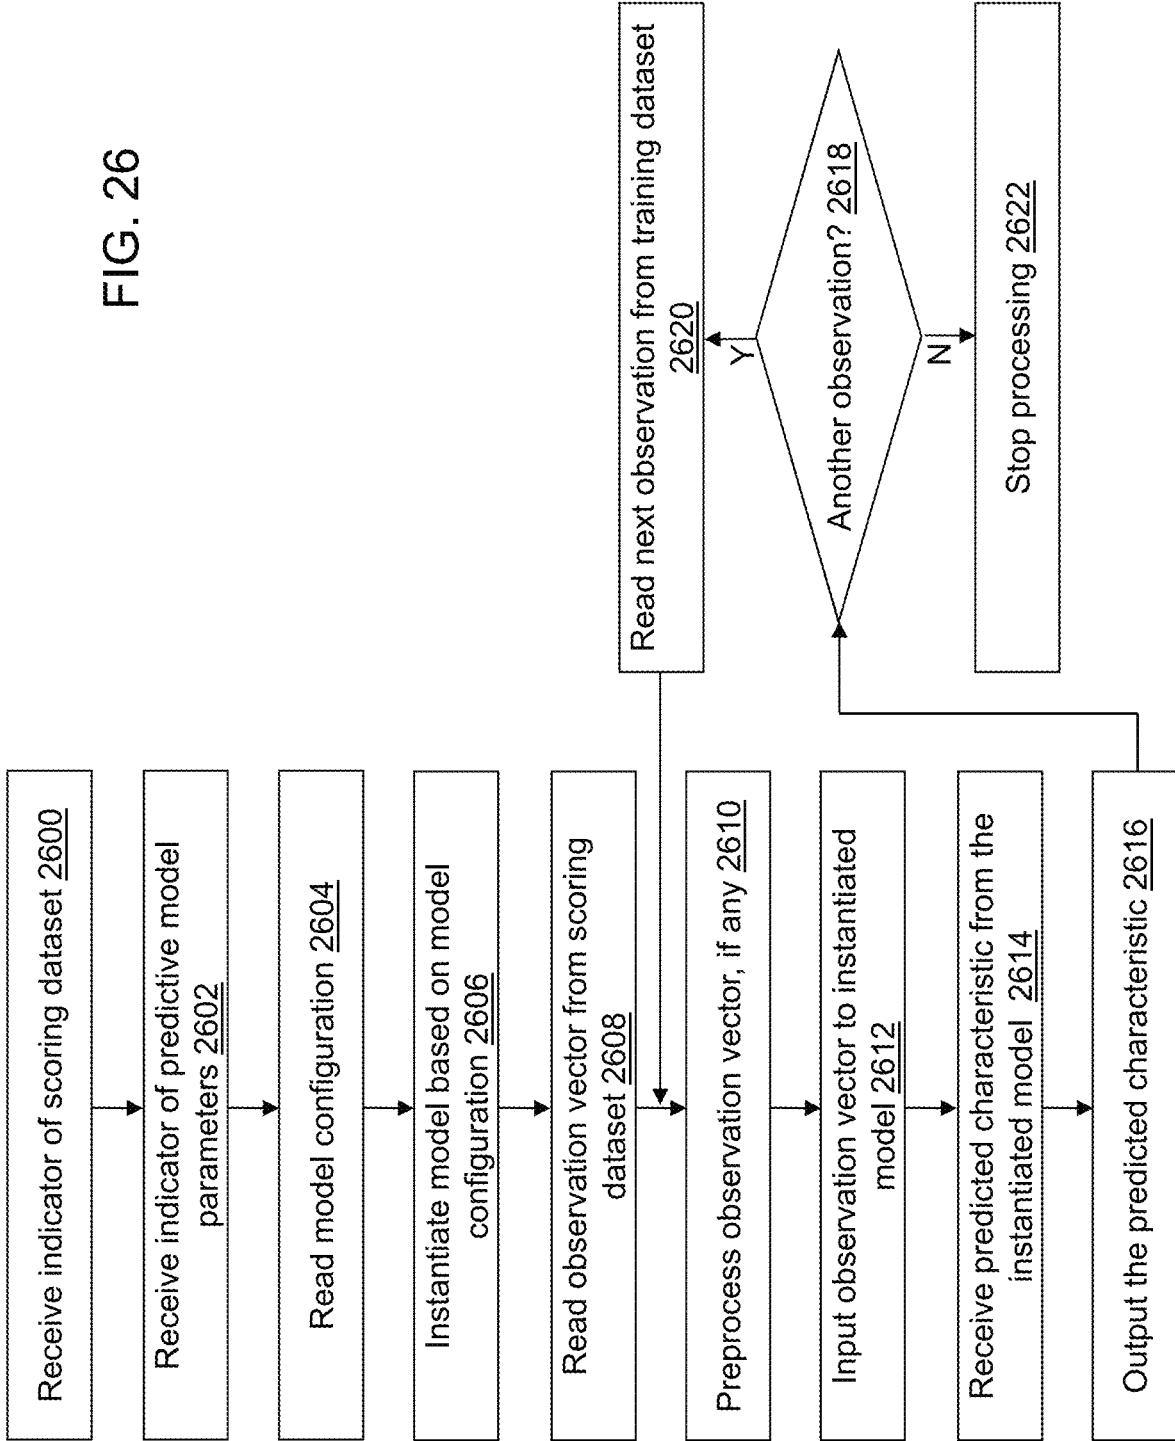 FIG. 26
Receive indicator of scoring dataset 2600
Receive indicator of predictive model
parameters 2602
Read model configuration 2604
Instantiate model based on model
configuration 2606
Read observation vector from scoring
dataset 2608
Preprocess observation vector, if any 2610
Input observation vector to instantiated
model 2612
Receive predicted characteristic from the
instantiated model 2614
Output the predicted characteristic 2616
Read next observation from training dataset
2620
Y
Another observation? 2618
N
Stop processing 2622